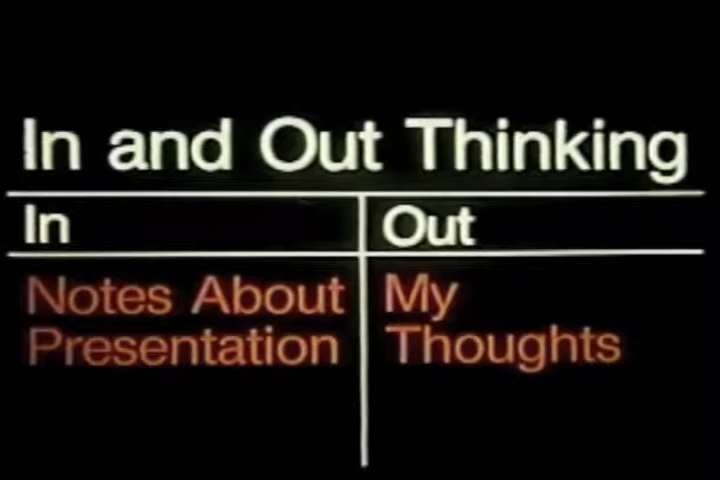 In and Out Thinking
In
Out
Notes About
Presentation
My
Thoughts